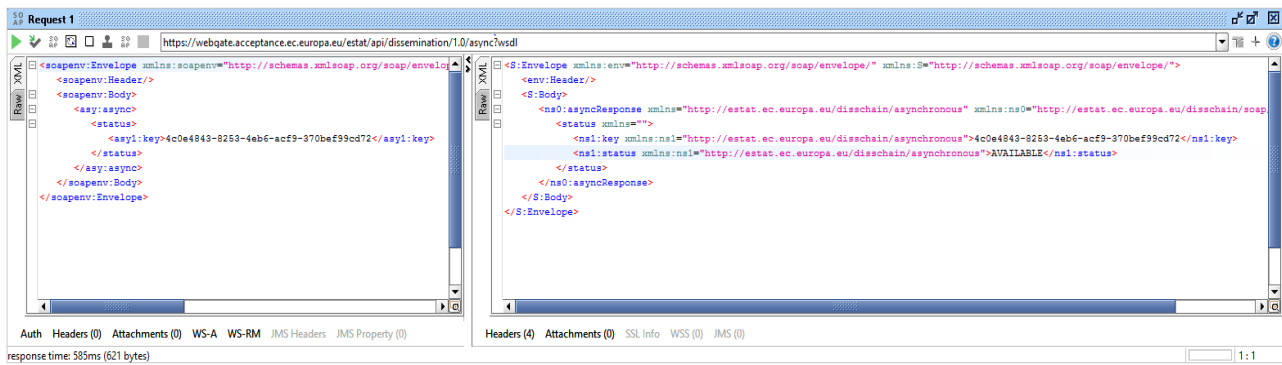 SO AP Request 1
https://webgate.acceptance.ec.europa.eu/estat/api/dissemination/1.0/async?wsdl
XML
Raw
<soapenv:Envelope xmlns:soapenv="http://schemas.xmlsoap.org/soap/envelop
<soapenv:Header/>
<soapenv:Body>
<asy:async>
<status>
<asy1:key>4c0e4843-8253-4eb6-acf9-370bef99cd72</asy1:key>
</status>
</asy:async>
</soapenv:Body>
</soapenv:Envelope>
XML
Raw
<S:Envelope xmlns:env="http://schemas.xmlsoap.org/soap/envelope/" xmlns:S="http://schemas.xmlsoap.org/soap/envelope/">
<env:Header/>
<S:Body>
<ns0:asyncResponse xmlns="http://estat.ec.europa.eu/disschain/asynchronous" xmlns:ns0="http://estat.ec.europa.eu/disschain/soap/
<status xmlns="">
<ns1:key xmlns:ns1="http://estat.ec.europa.eu/disschain/asynchronous">4c0e4843-8253-4eb6-acf9-370bef99cd72</ns1:key>
<ns1:status xmlns:ns1="http://estat.ec.europa.eu/disschain/asynchronous">AVAILABLE</ns1:status>
</status>
</ns0:asyncResponse>
</S:Body>
</S:Envelope>
Auth Headers (0) Attachments (0) WS-A WS-RM JMS Headers JMS Property (0)
Headers (4) Attachments (0) SSL Info WSS (0) JMS (0)
response time: 585ms (621 bytes)
1 : 1